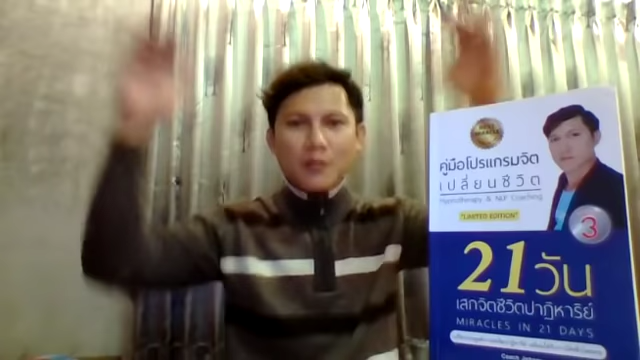 คู่มือโปรแกรมจิต
เปลี่ยนชีวิต
Hypnotherapy & NLP Coaching
"LIMITED EDITION"
3
21วัน
เสกจิตชีวิตปาฏิหาริย์
MIRACLES IN 21 DAYS
Coach